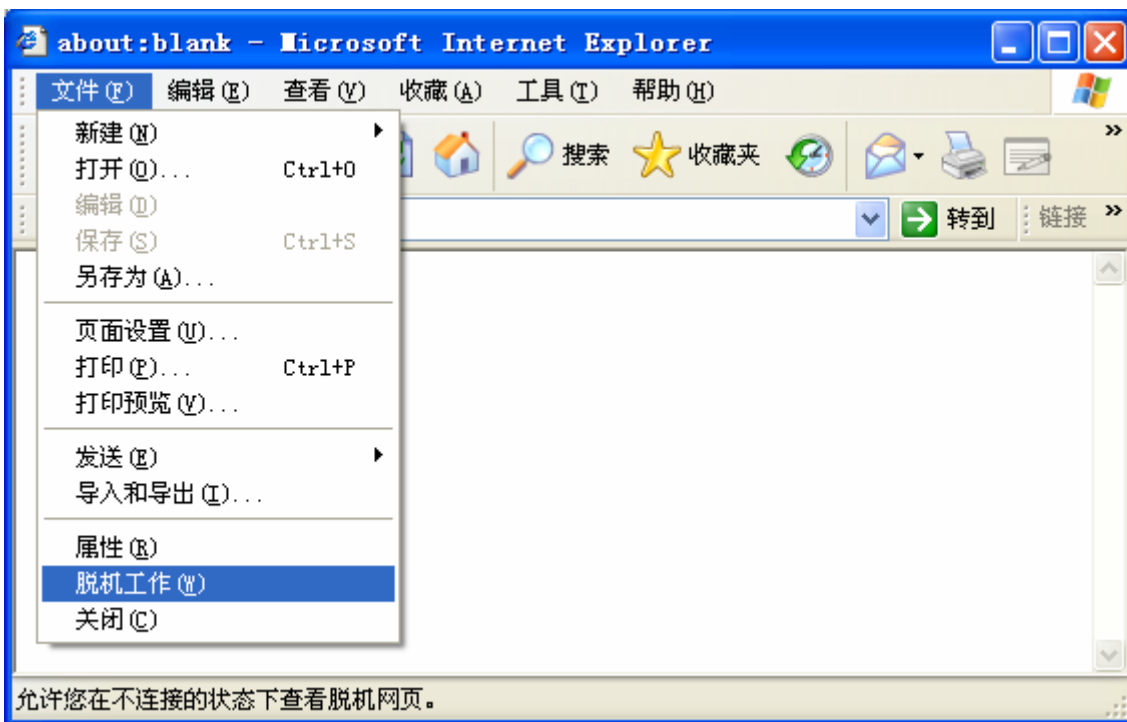 about:blank - Microsoft Internet Explorer
文件(F) 编辑(E) 查看(V) 收藏(A) 工具(T) 帮助(H)
搜索 收藏夹 »
转到 链接 »
新建(N)
打开(O)... Ctrl+O
编辑(D)
保存(S) Ctrl+S
另存为(A)...
页面设置(U)...
打印(P)... Ctrl+P
打印预览(V)...
发送(E)
导入和导出(I)...
属性(R)
脱机工作(W)
关闭(C)
允许您在不连接的状态下查看脱机网页。